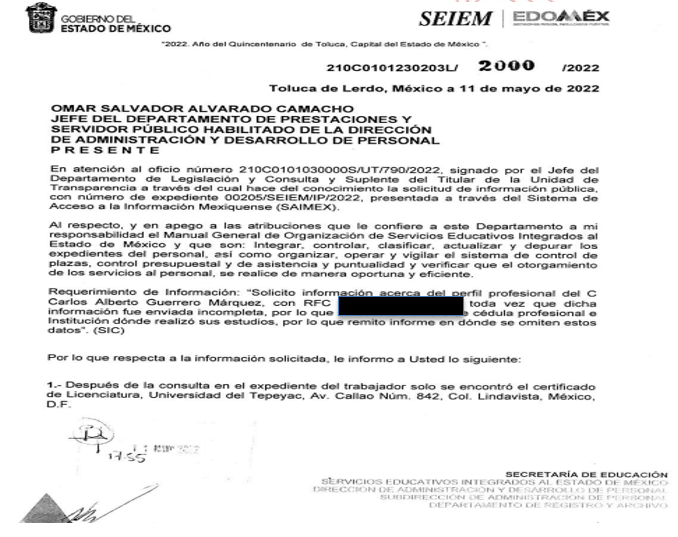 GOBIERNO DEL
ESTADO DE MÉXICO
SEIEM
EDOMÉX
"2022. Año del Quincentenario de Toluca, Capital del Estado de México ".
210C0101230203L/ 2000 /2022
Toluca de Lerdo, México a 11 de mayo de 2022
OMAR SALVADOR ALVARADO CAMACHO
JEFE DEL DEPARTAMENTO DE PRESTACIONES Y
SERVIDOR PÚBLICO HABILITADO DE LA DIRECCIÓN
DE ADMINISTRACIÓN Y DESARROLLO DE PERSONAL
P R E S E N T E
En atención al oficio número 210C0101030000S/UT/790/2022, signado por el Jefe del
Departamento de Legislación y Consulta y Suplente del Titular de la Unidad de
Transparencia a través del cual hace del conocimiento la solicitud de información pública,
con número de expediente 00205/SEIEM/IP/2022, presentada a través del Sistema de
Acceso a la Información Mexiquense (SAIMEX).
Al respecto, y en apego a las atribuciones que le confiere a este Departamento a mi
responsabilidad el Manual General de Organización de Servicios Educativos Integrados al
Estado de México y que son: Integrar, controlar, clasificar, actualizar y depurar los
expedientes del personal, así como organizar, operar y vigilar el sistema de control de
plazas, control presupuestal y de asistencia y puntualidad y verificar que el otorgamiento
de los servicios al personal, se realice de manera oportuna y eficiente.
Requerimiento de Información: "Solicito información acerca del perfil profesional del C
Carlos Alberto Guerrero Márquez, con RFC toda vez que dicha
información fue enviada incompleta, por lo que e cédula profesional e
Institución dónde realizó sus estudios, por lo que remito informe en dónde se omiten estos
datos". (SIC)
Por lo que respecta a la información solicitada, le informo a Usted lo siguiente:
1.- Después de la consulta en el expediente del trabajador solo se encontró el certificado
de Licenciatura, Universidad del Tepeyac, Av. Callao Núm. 842, Col. Lindavista, México,
D.F.
17:55
SECRETARÍA DE EDUCACIÓN
SERVICIOS EDUCATIVOS INTEGRADOS AL ESTADO DE MÉXICO
DIRECCIÓN DE ADMINISTRACIÓN Y DESARROLLO DE PERSONAL
SUBDIRECCIÓN DE ADMINISTRACIÓN DE PERSONAL
DEPARTAMENTO DE REGISTRO Y ARCHIVO